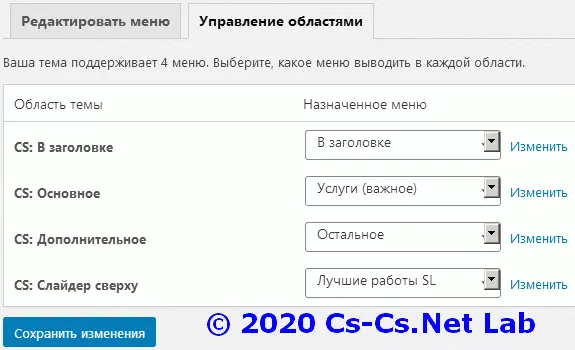 Редактировать меню Управление областями
Ваша тема поддерживает 4 меню. Выберите, какое меню выводить в каждой области.
Область темы Назначенное меню
CS: В заголовке В заголовке Изменить
CS: Основное Услуги (важное) Изменить
CS: Дополнительное Остальное Изменить
CS: Слайдер сверху Лучшие работы SL Изменить
Сохранить изменения © 2020 Cs-Cs.Net Lab